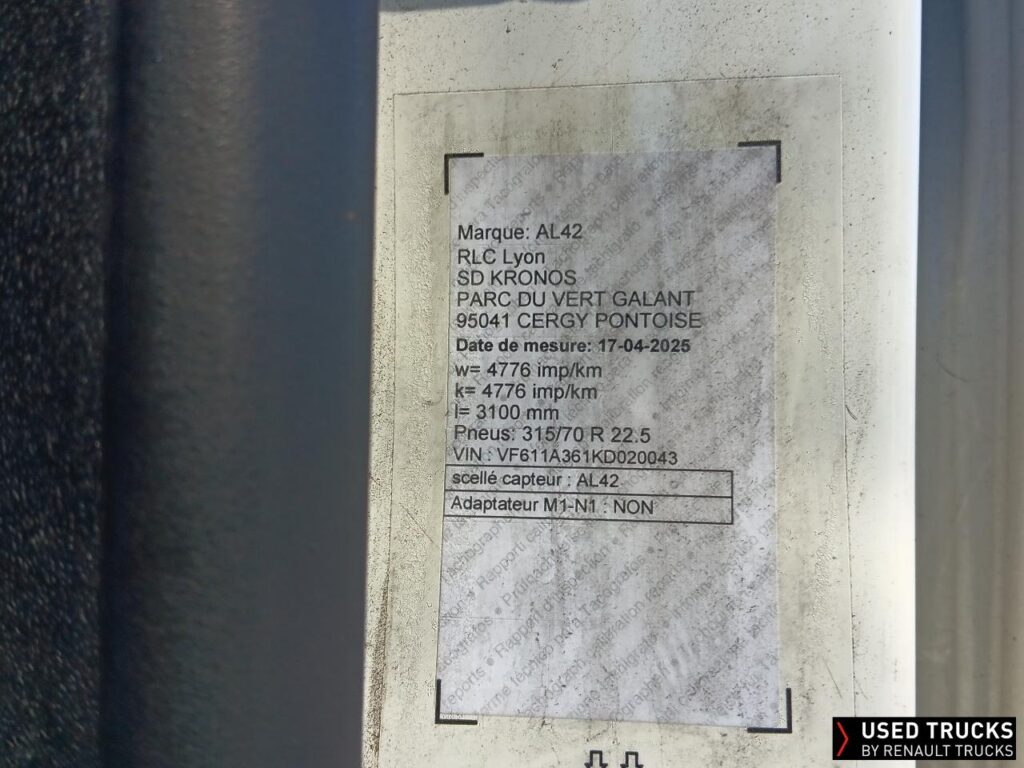 Marque: AL42
RLC Lyon
SD KRONOS
PARC DU VERT GALANT
95041 CERGY PONTOISE
Date de mesure: 17-04-2025
w= 4776 imp/km
k= 4776 imp/km
l= 3100 mm
Pneus: 315/70 R 22.5
VIN : VF611A361KD020043
scellé capteur : AL42
Adaptateur M1-N1 : NON
USED TRUCKS
BY RENAULT TRUCKS